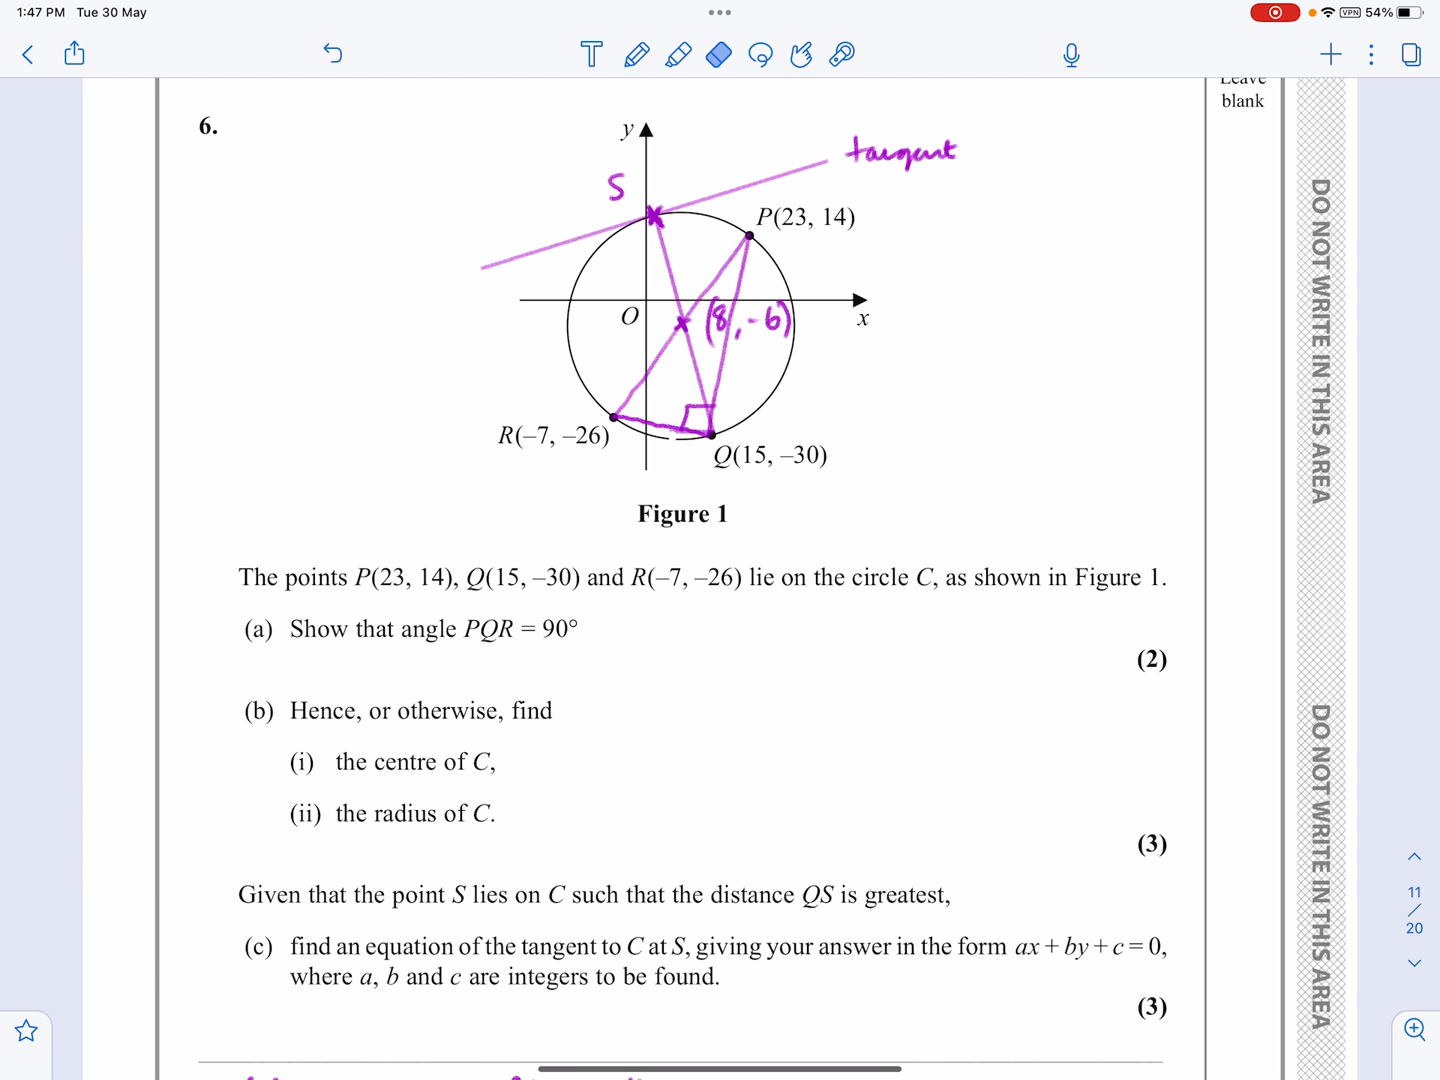 1:47 PM Tue 30 May
VPN 54%
Leave
blank
6.
y
tangent
S
P(23, 14)
O
(8, -6)
x
R(–7, –26)
Q(15, –30)
Figure 1
The points P(23, 14), Q(15, –30) and R(–7, –26) lie on the circle C, as shown in Figure 1.
(a) Show that angle PQR = 90°
(2)
(b) Hence, or otherwise, find
(i) the centre of C,
(ii) the radius of C.
(3)
Given that the point S lies on C such that the distance QS is greatest,
(c) find an equation of the tangent to C at S, giving your answer in the form ax + by + c = 0,
where a, b and c are integers to be found.
(3)
DO NOT WRITE IN THIS AREA
DO NOT WRITE IN THIS AREA
11
/
20